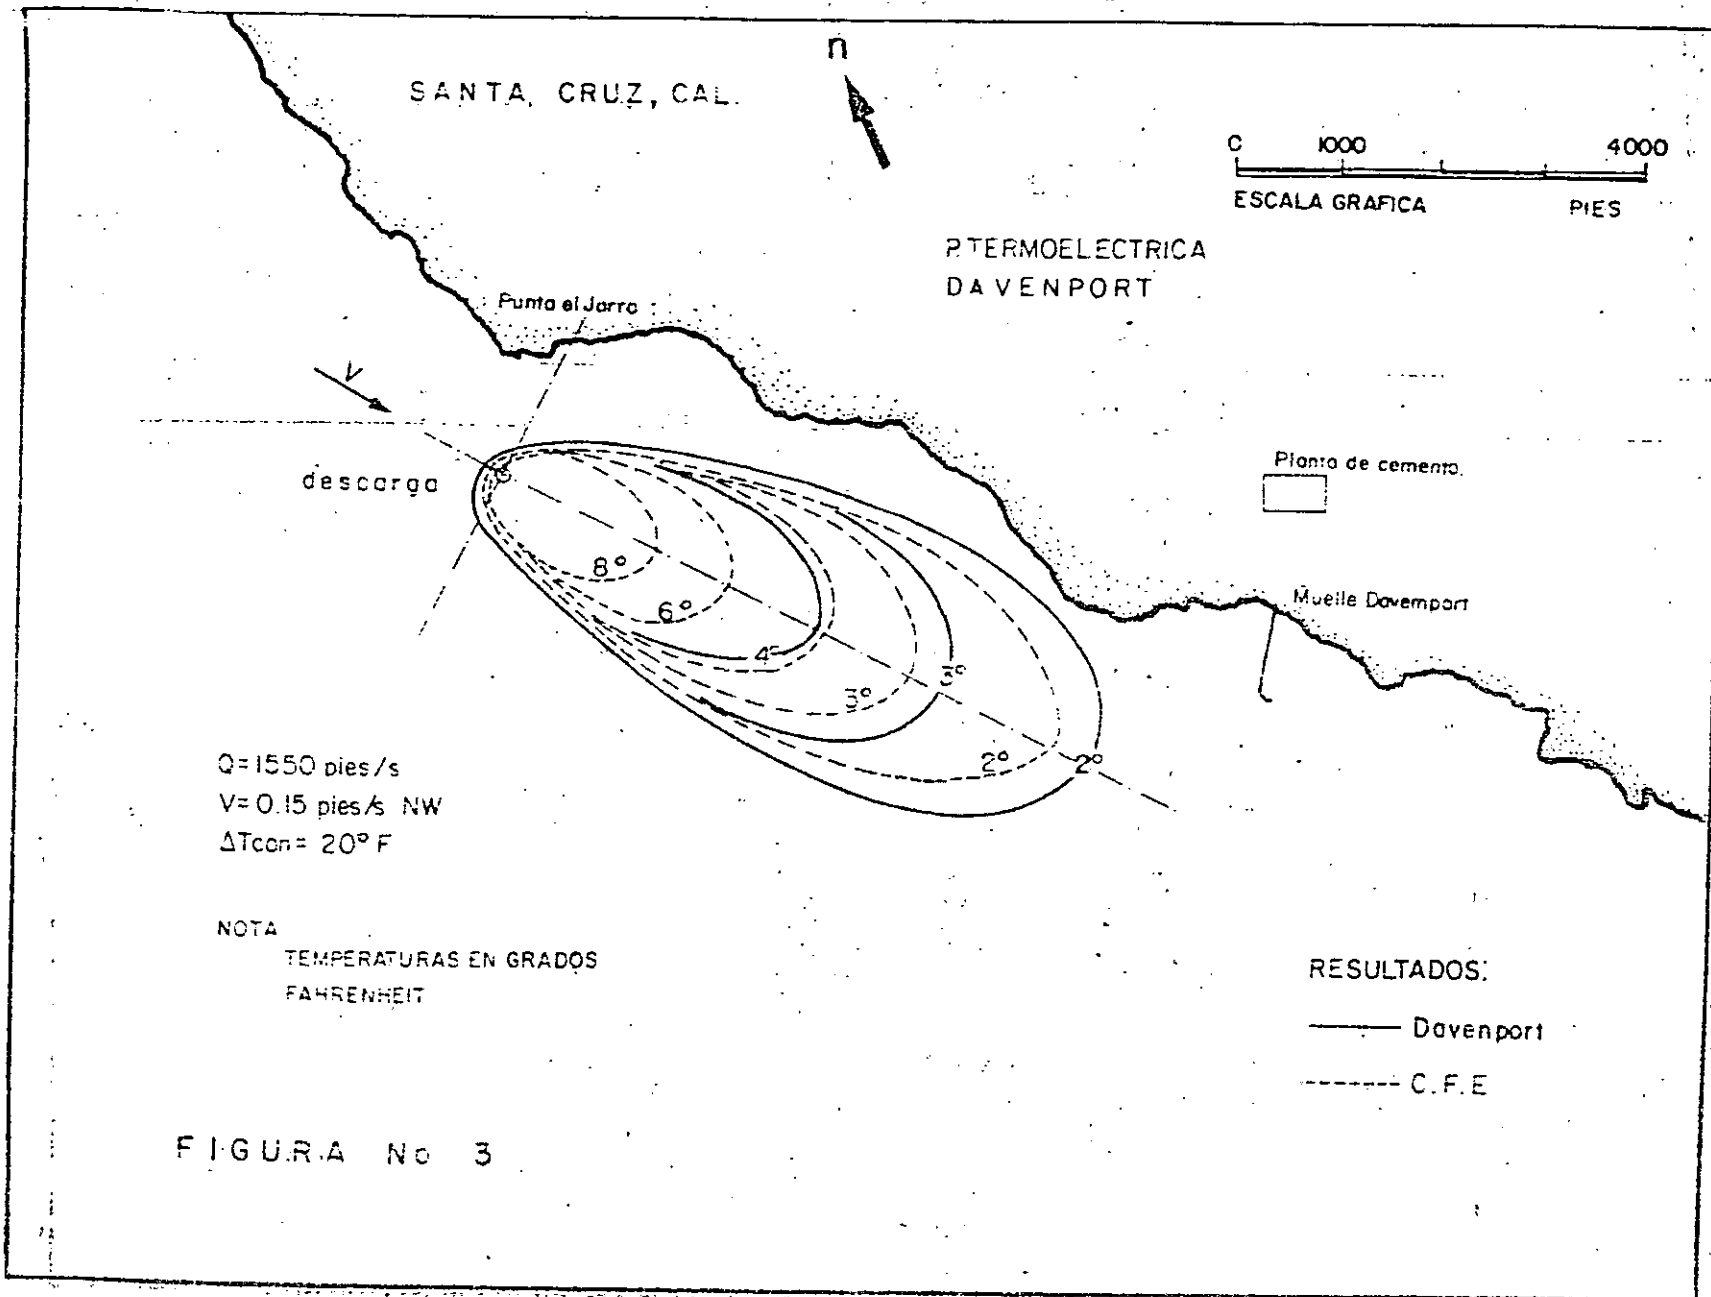 n
SANTA CRUZ, CAL.
0 1000 4000
ESCALA GRAFICA PIES
P. TERMOELECTRICA
DAVENPORT
Punta el Jarro
V
descarga
Planta de cemento.
Muelle Davemport
8°
6°
4
3°
3°
2°
2°
Q=1550 pies/s
V=0.15 pies/s NW
ΔTcon= 20° F
NOTA
TEMPERATURAS EN GRADOS
FAHRENHEIT
RESULTADOS:
Davenport
C.F.E
FIGURA No 3